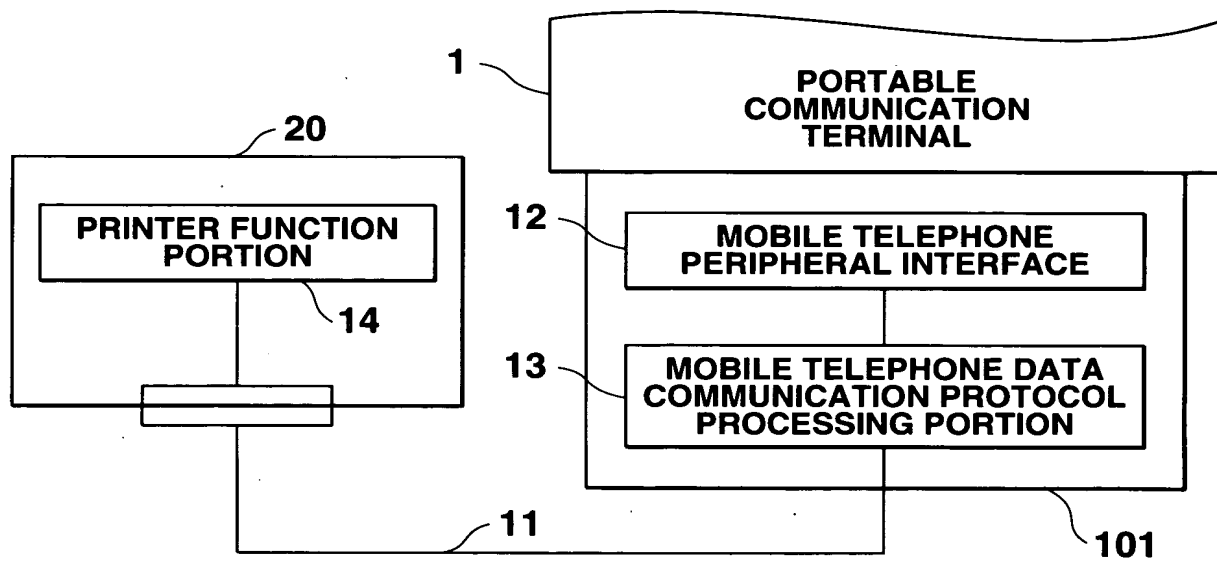 1
PORTABLE
COMMUNICATION
TERMINAL
20
PRINTER FUNCTION
PORTION
14
12
MOBILE TELEPHONE
PERIPHERAL INTERFACE
13
MOBILE TELEPHONE DATA
COMMUNICATION PROTOCOL
PROCESSING PORTION
11
101